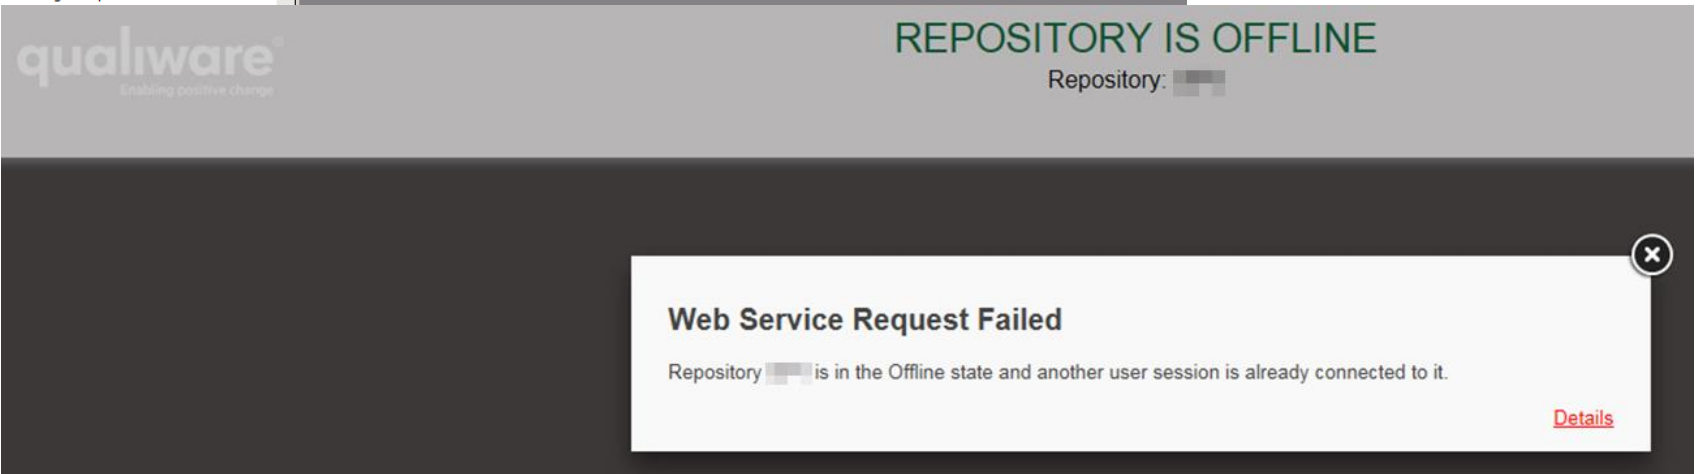 qualiware®
Enabling positive change
REPOSITORY IS OFFLINE
Repository:
Web Service Request Failed
Repository is in the Offline state and another user session is already connected to it.
Details